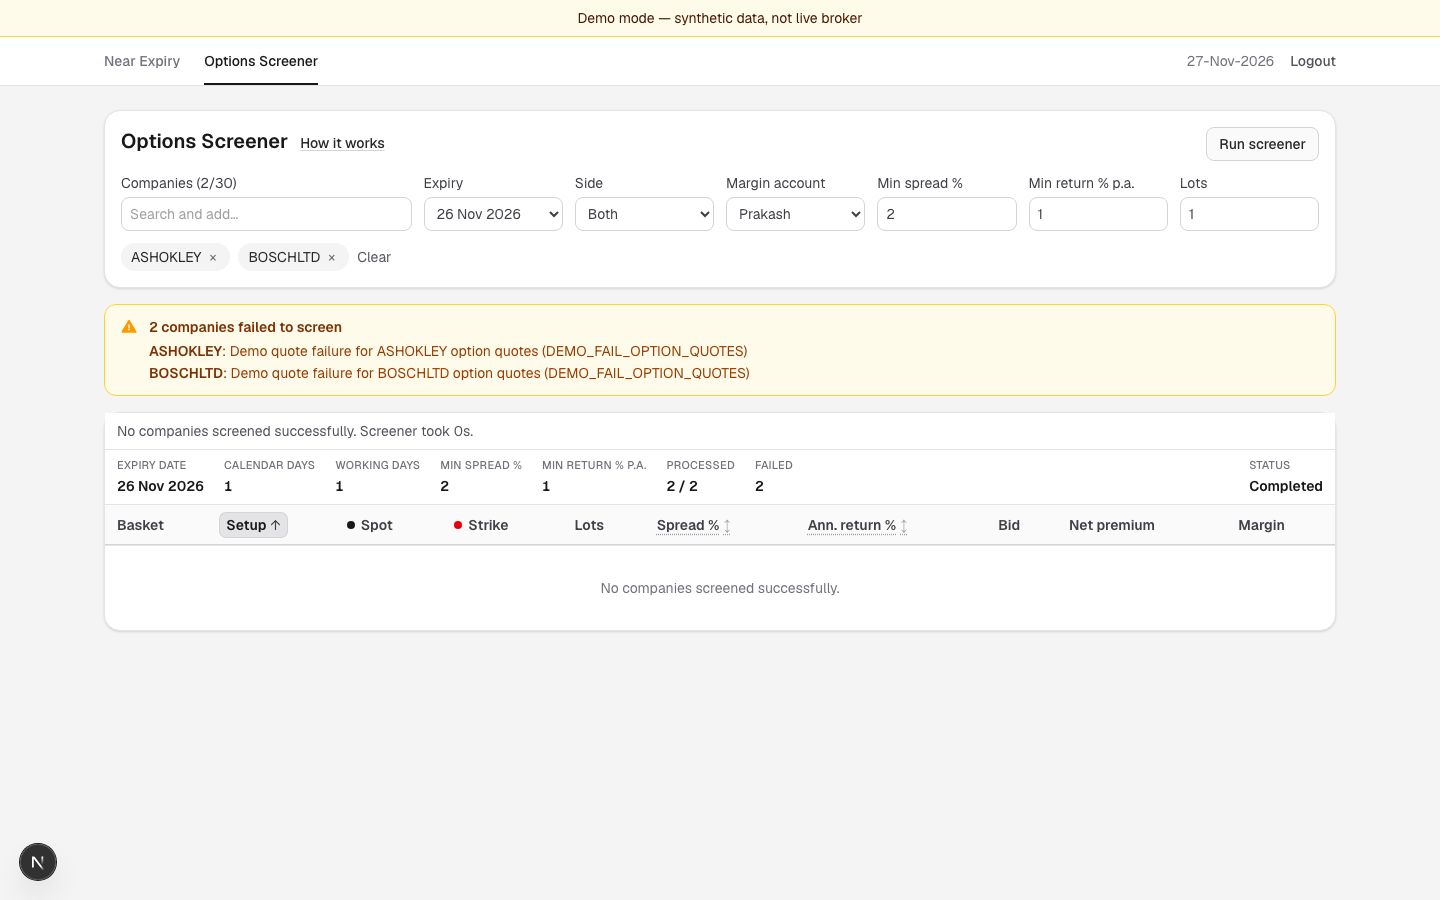 Demo mode — synthetic data, not live broker
Near Expiry Options Screener 27-Nov-2026 Logout
Options Screener How it works Run screener
Companies (2/30) Expiry Side Margin account Min spread % Min return % p.a. Lots
Search and add... 26 Nov 2026 Both Prakash 2 1 1
ASHOKLEY × BOSCHLTD × Clear
2 companies failed to screen
ASHOKLEY: Demo quote failure for ASHOKLEY option quotes (DEMO_FAIL_OPTION_QUOTES)
BOSCHLTD: Demo quote failure for BOSCHLTD option quotes (DEMO_FAIL_OPTION_QUOTES)
No companies screened successfully. Screener took 0s.
EXPIRY DATE CALENDAR DAYS WORKING DAYS MIN SPREAD % MIN RETURN % P.A. PROCESSED FAILED STATUS
26 Nov 2026 1 1 2 1 2 / 2 2 Completed
Basket Setup ↑ Spot Strike Lots Spread % ↕ Ann. return % ↕ Bid Net premium Margin
No companies screened successfully.
N